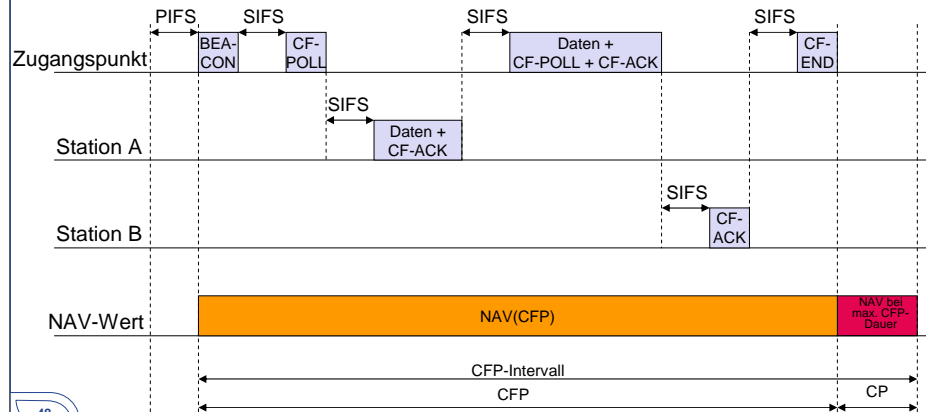 PIFS
SIFS
SIFS
SIFS
Zugangspunkt
BEA-
CON
CF-
POLL
Daten +
CF-POLL + CF-ACK
CF-
END
SIFS
Station A
Daten +
CF-ACK
SIFS
Station B
CF-
ACK
NAV-Wert
NAV(CFP)
NAV bei
max. CFP-
Dauer
CFP-Intervall
CFP
CP